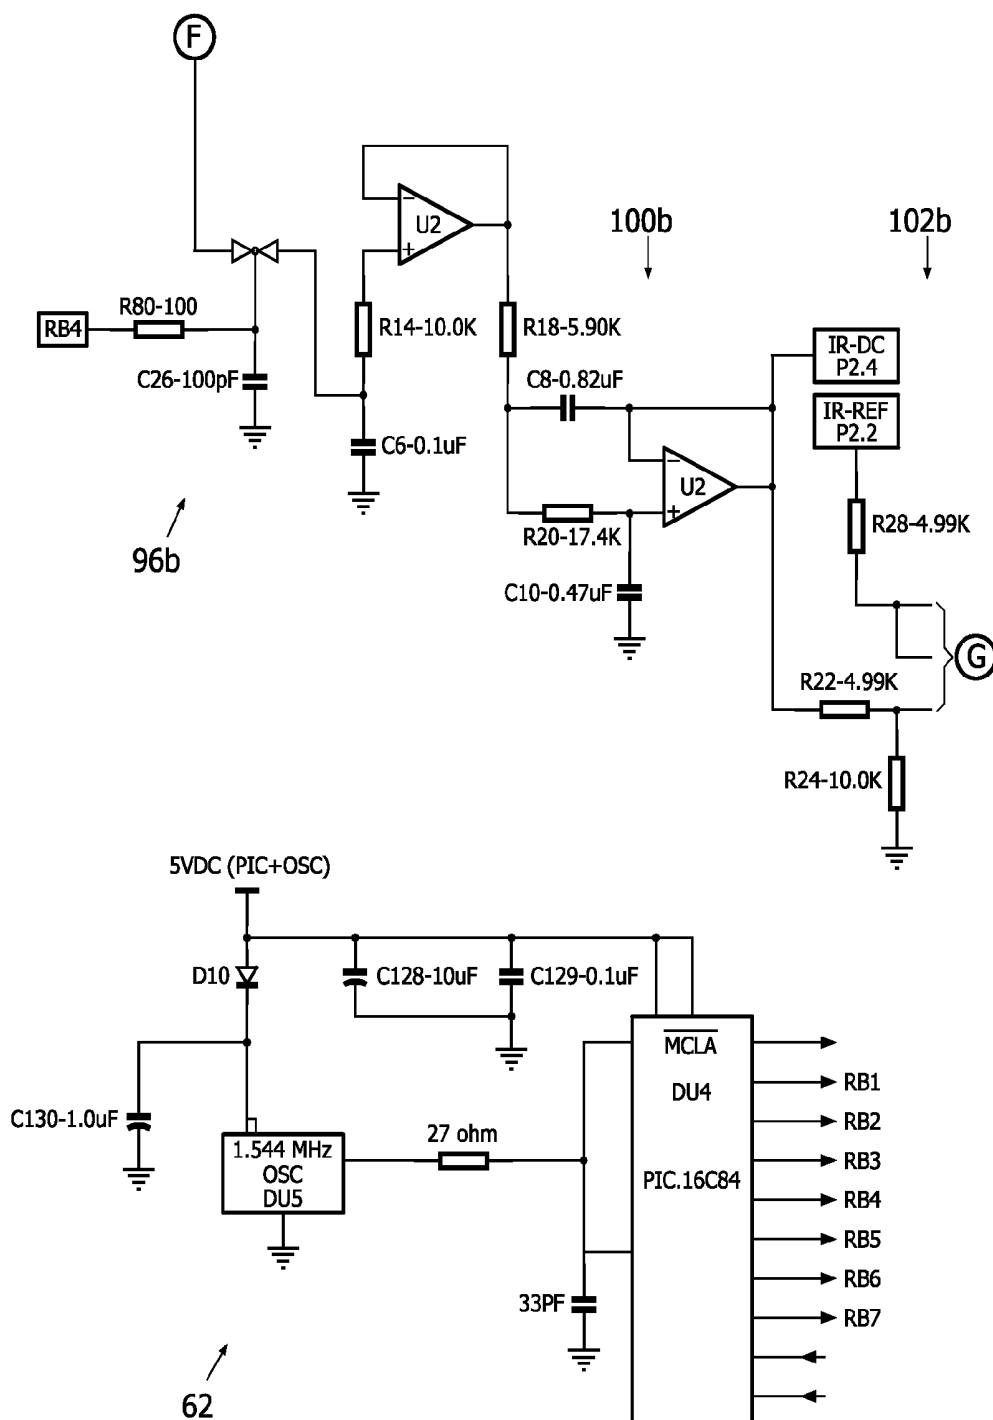 F
U2
−
+
100b
102b
R80-100
RB4
R14-10.0K
R18-5.90K
IR-DC
P2.4
C26-100pF
C8-0.82uF
IR-REF
P2.2
C6-0.1uF
−
U2
+
96b
R20-17.4K
R28-4.99K
C10-0.47uF
G
R22-4.99K
R24-10.0K
5VDC (PIC+OSC)
D10
C128-10uF
C129-0.1uF
MCLA
DU4
PIC.16C84
C130-1.0uF
1.544 MHz
OSC
DU5
27 ohm
33PF
RB1
RB2
RB3
RB4
RB5
RB6
RB7
62